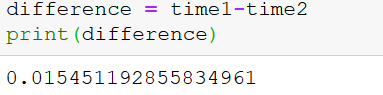 difference = time1-time2
print(difference)
0.015451192855834961